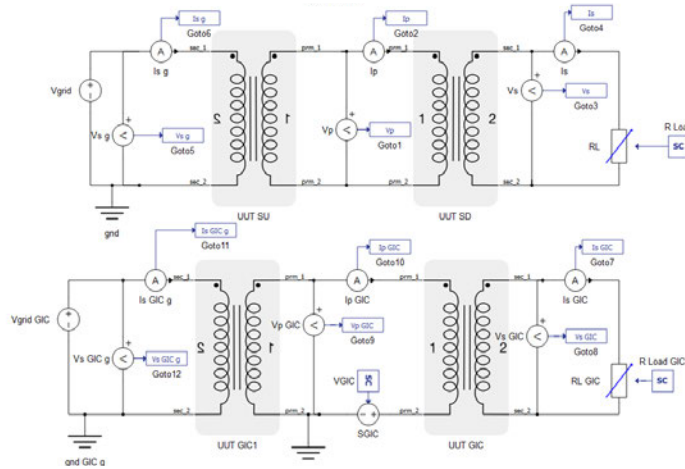 Is g
Goto6
Ip
Goto2
Is
Goto4
A
sec_1
prm_1
A
prm_1
sec_1
A
Is g
Ip
Is
Vgrid
Vs g
V
Vs g
Goto5
2
1
Vp
V
Vp
Goto1
1
2
Vs
V
Vs
Goto3
RL
R Loa
SC
sec_2
prm_2
prm_2
sec_2
gnd
UUT SU
UUT SD
Is GIC g
Goto11
Ip GIC
Goto10
Is GIC
Goto7
A
sec_1
prm_1
A
prm_1
sec_1
A
Is GIC g
Ip GIC
Is GIC
Vgrid GIC
Vs GIC g
V
Vs GIC g
Goto12
2
1
Vp GIC
V
Vp GIC
Goto9
1
2
Vs GIC
V
Vs GIC
Goto8
R Load GIC
SC
RL GIC
VGIC
SC
sec_2
prm_2
prm_2
sec_2
SGIC
gnd GIC g
UUT GIC1
UUT GIC